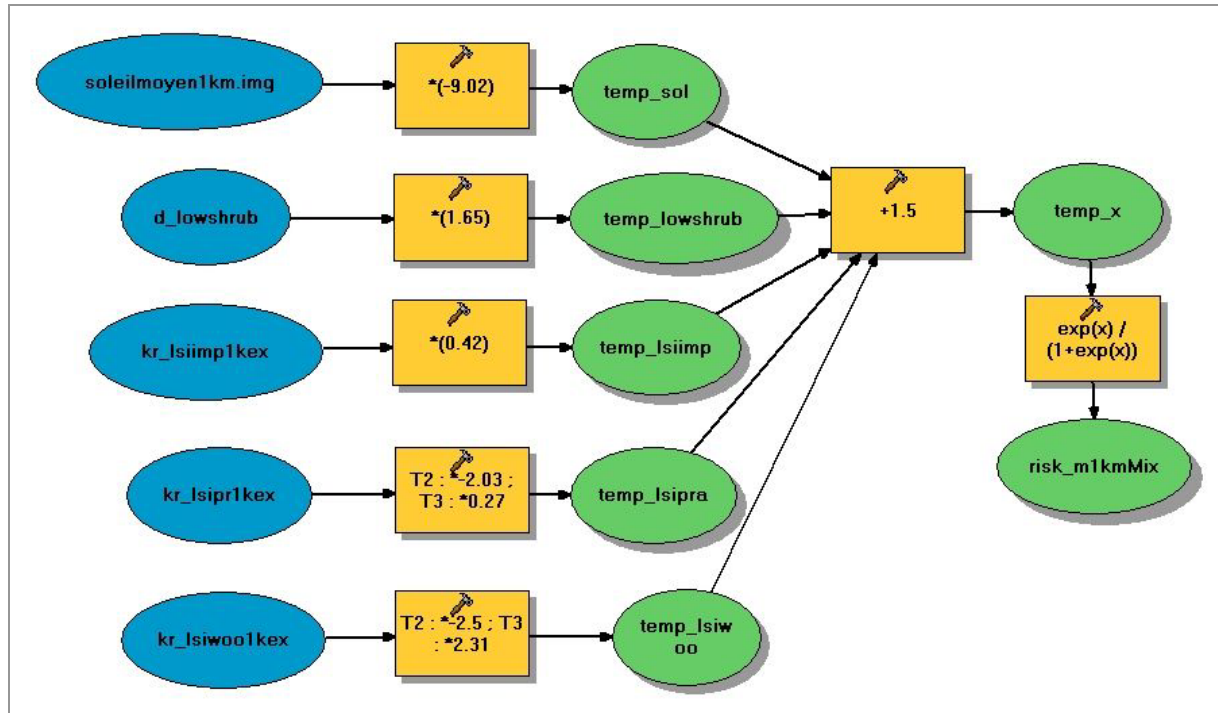 soleilmoyen1km.img
*(-9.02)
temp_sol
d_lowshrub
*(1.65)
temp_lowshrub
+1.5
temp_x
kr_lsiimp1kex
*(0.42)
temp_lsiimp
exp(x) /
(1+exp(x))
kr_lsipr1kex
T2 : *-2.03 ;
T3 : *0.27
temp_lsipra
risk_m1kmMix
kr_lsiwoo1kex
T2 : *-2.5 ; T3
: *2.31
temp_lsiw
oo